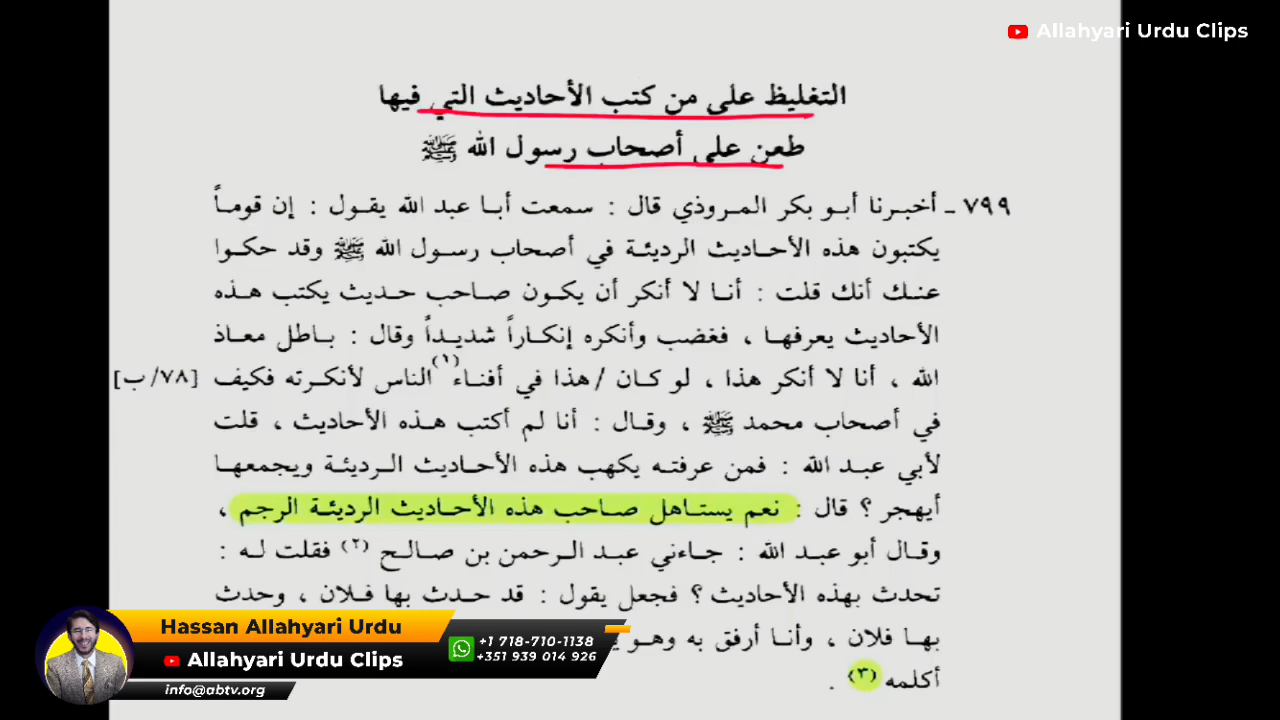 Allahyari Urdu Clips
التغليظ على من كتب الأحاديث التي فيها
طعن على أصحاب رسول الله ﷺ
٧٩٩ - أخبرنا أبو بكر المروذي قال : سمعت أبا عبد الله يقول : إن قوماً
يكتبون هذه الأحاديث الرديئة في أصحاب رسول الله ﷺ وقد حكوا
عنك أنك قلت : أنا لا أنكر أن يكون صاحب حديث يكتب هذه
الأحاديث يعرفها ، فغضب وأنكره إنكاراً شديداً وقال : باطل معاذ
الله ، أنا لا أنكر هذا ، لو كان /هذا في أفناء(١) الناس لأنكرته فكيف [٧٨/ب]
في أصحاب محمد ﷺ ، وقال : أنا لم أكتب هذه الأحاديث ، قلت
لأبي عبد الله : فمن عرفته يكهب هذه الأحاديث الرديئة ويجمعها
أيهجر ؟ قال : نعم يستاهل صاحب هذه الأحاديث الرديئة الرجم ،
وقال أبو عبد الله : جاءني عبد الرحمن بن صالح (٢) فقلت له :
تحدث بهذه الأحاديث ؟ فجعل يقول : قد حدث بها فلان ، وحدث
بها فلان ، وأنا أرفق به وهو
أكلمه (٣) .
Hassan Allahyari Urdu
Allahyari Urdu Clips
info@abtv.org
+1 718-710-1138
+351 939 014 926